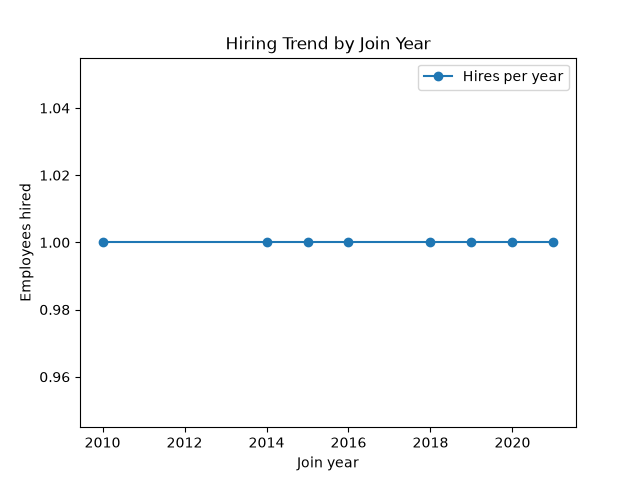 Hiring Trend by Join Year
Hires per year
Employees hired
1.04
1.02
1.00
0.98
0.96
2010 2012 2014 2016 2018 2020
Join year